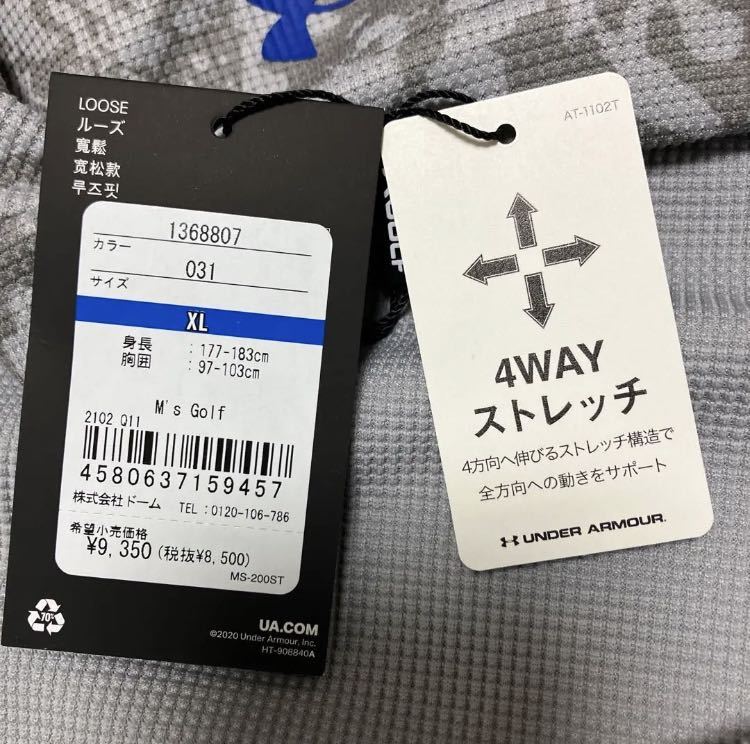 LOOSE
ルーズ
寬鬆
宽松款
루즈핏
1368807
カラー
031
サイズ
XL
身長 : 177-183cm
胸囲 : 97-103cm
M's Golf
2102 Q11
4580637159457
株式会社ドーム TEL:0120-106-786
希望小売価格
¥9,350(税抜¥8,500)
MS-200ST
70%
UA.COM
©2020 Under Armour, Inc.
HT-908840A
AT-1102T
4WAY
ストレッチ
4方向へ伸びるストレッチ構造で
全方向への動きをサポート
UNDER ARMOUR.